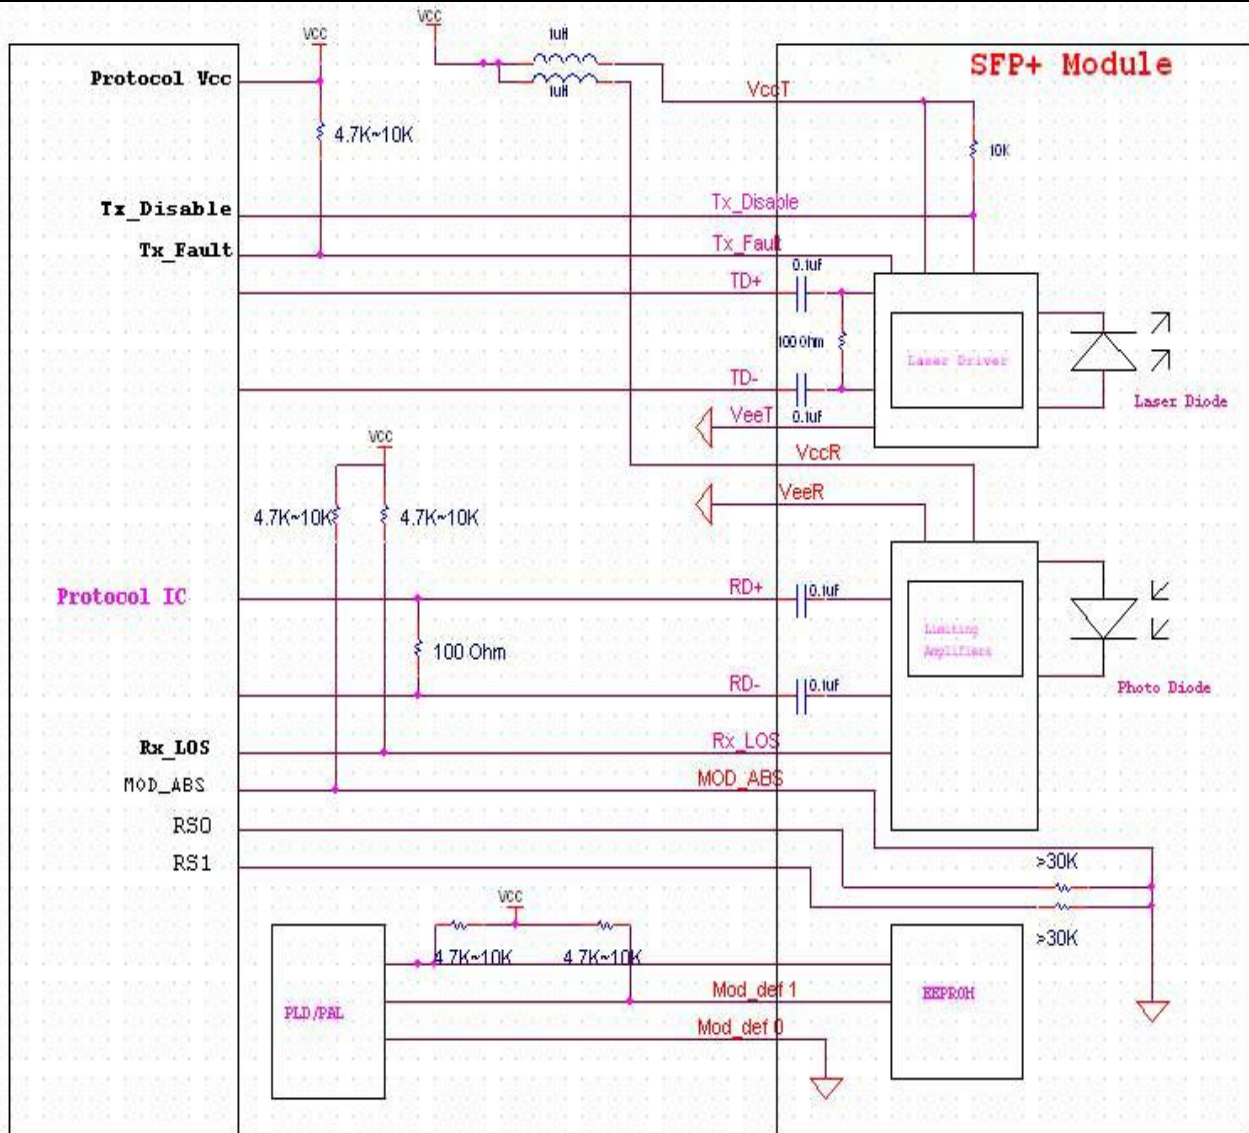 VCC
1uH
VCC
SFP+ Module
Protocol Vcc
1uH
VccT
4.7K~10K
10K
Tx_Disable
Tx_Disable
Tx_Fault
Tx_Fault
0.1uF
TD+
100 Ohm
Laser Driver
TD-
Laser Diode
VeeT
0.1uF
VCC
VccR
VeeR
4.7K~10K
4.7K~10K
Protocol IC
RD+
0.1uF
Limiting
Amplifiers
100 Ohm
RD-
0.1uF
Photo Diode
Rx_LOS
Rx_LOS
MOD_ABS
MOD_ABS
RS0
RS1
>30K
VCC
>30K
4.7K~10K
4.7K~10K
Mod_def 1
EEPROM
PLD/PAL
Mod_def 0